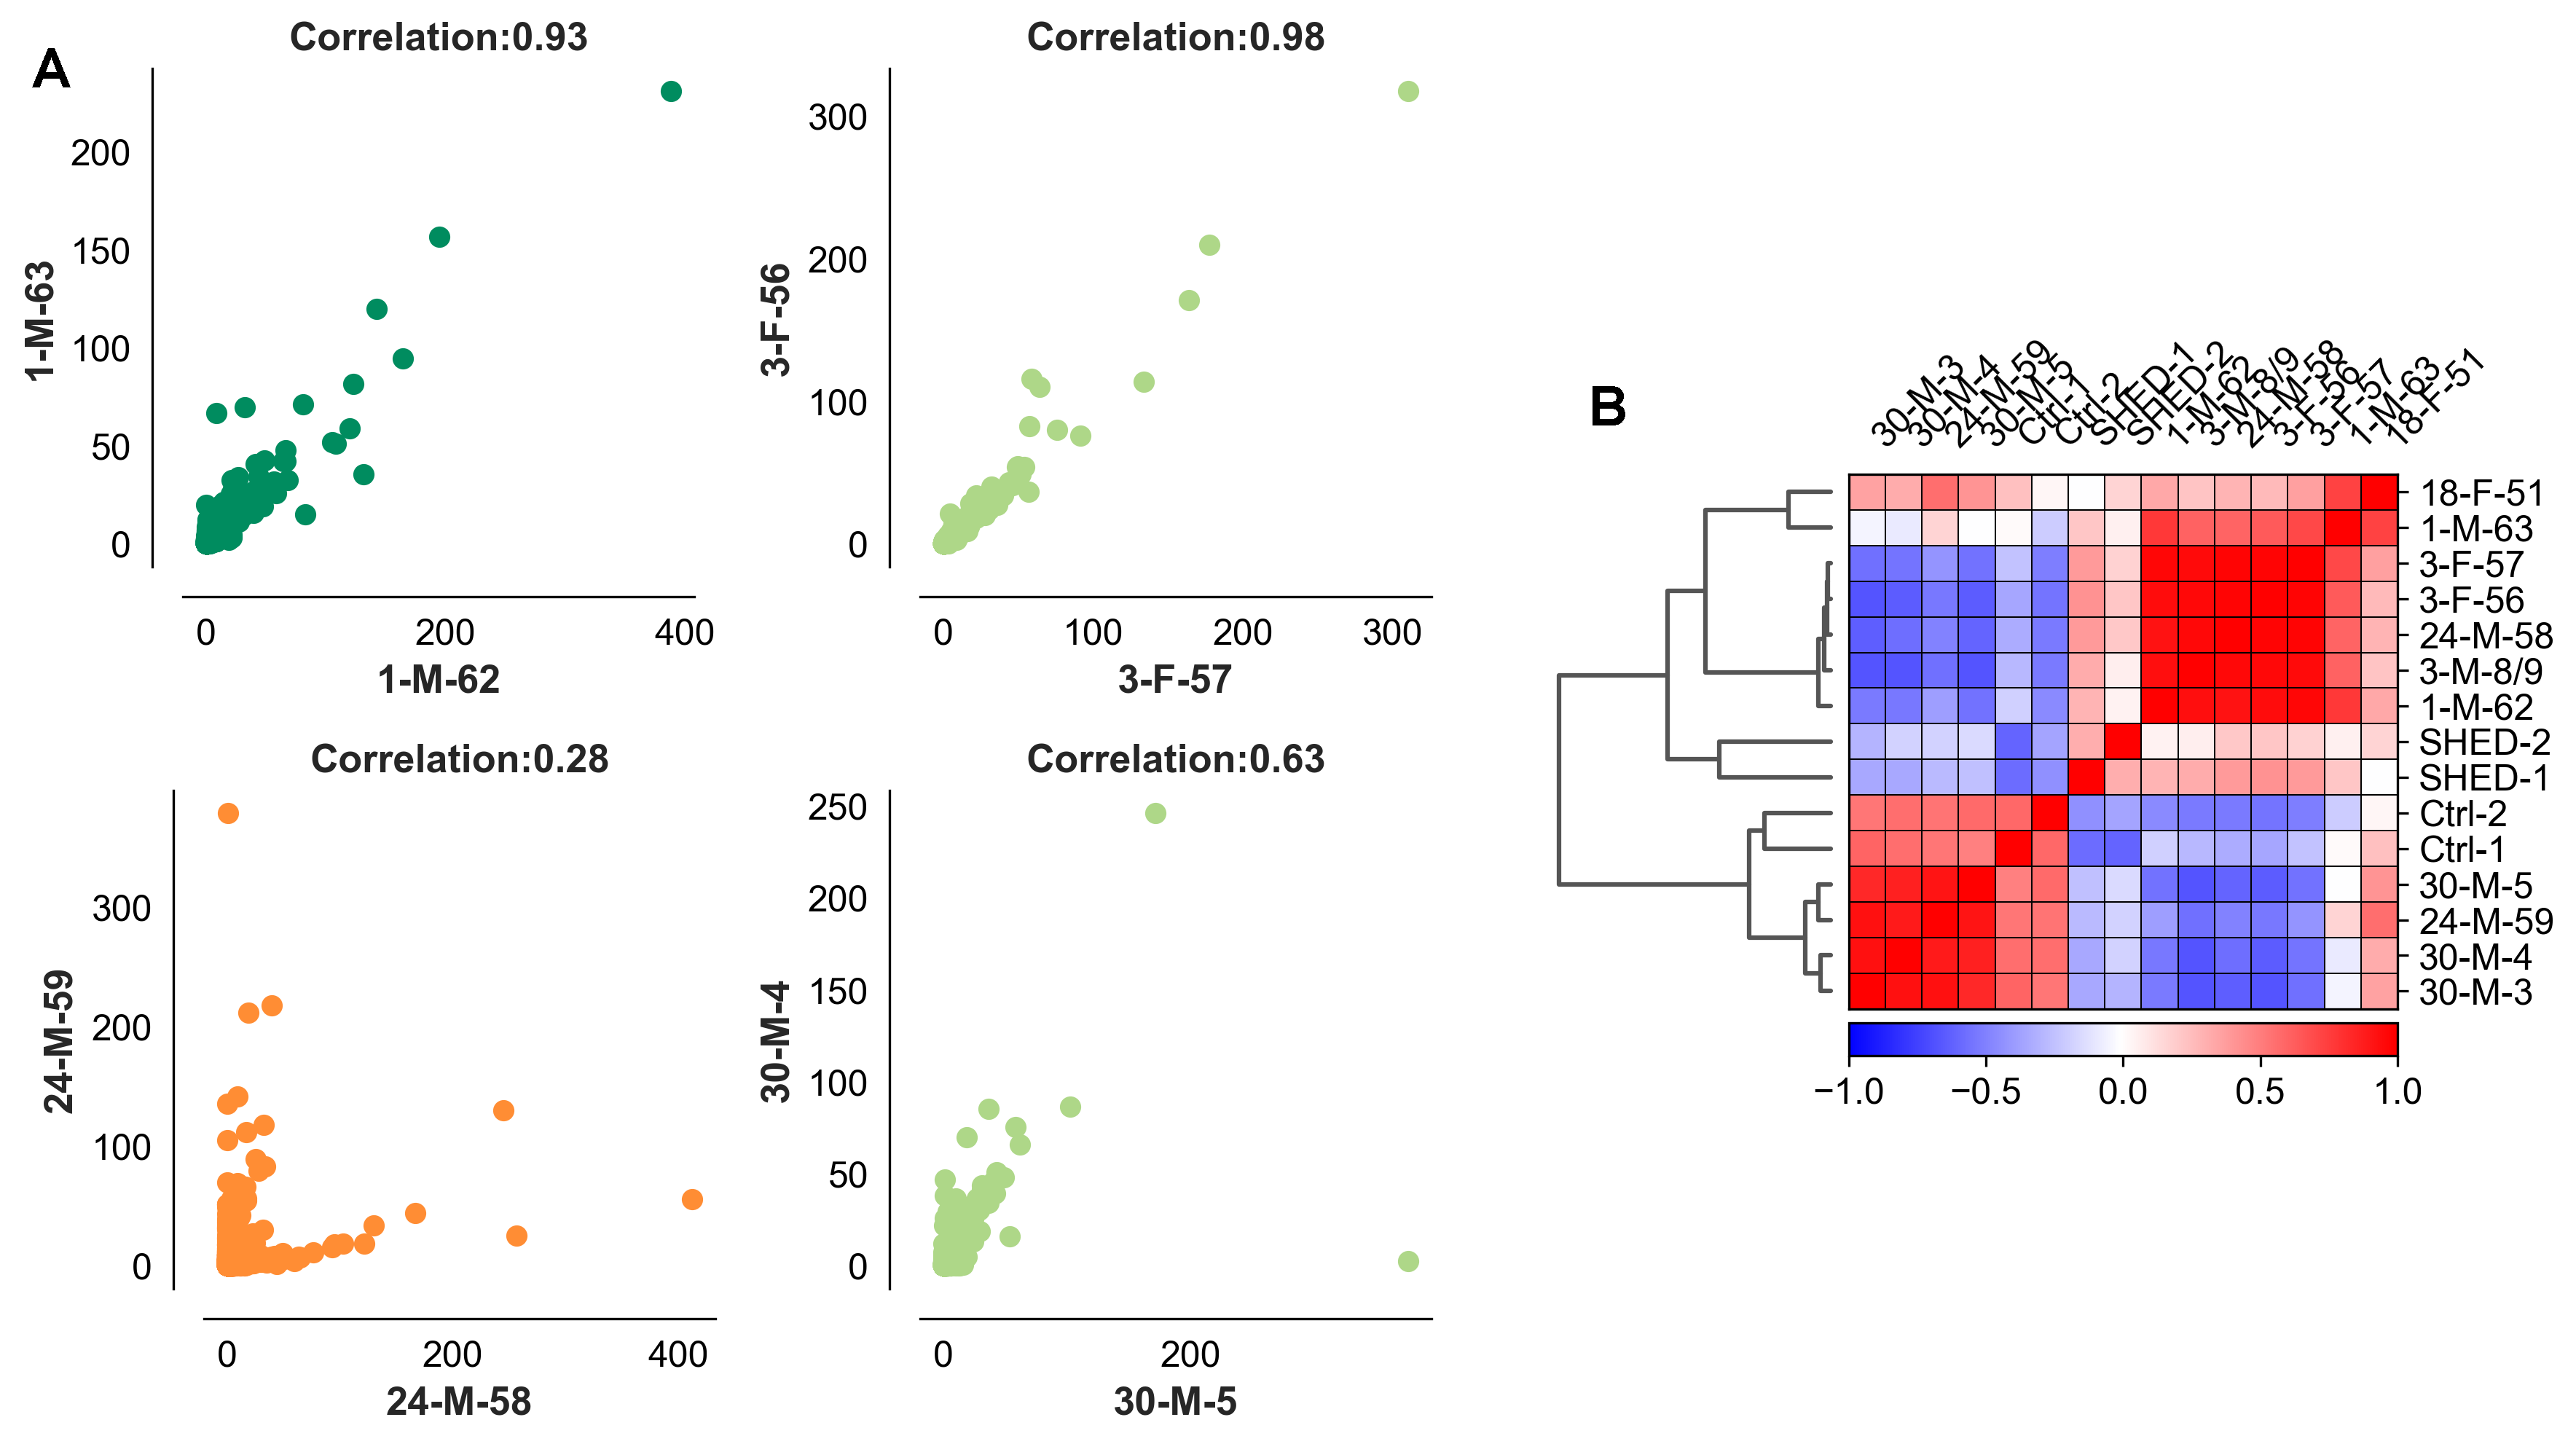 A
Correlation:0.93
1-M-63
200
150
100
50
0
0 200 400
1-M-62
Correlation:0.98
3-F-56
300
200
100
0
0 100 200 300
3-F-57
Correlation:0.28
24-M-59
300
200
100
0
0 200 400
24-M-58
Correlation:0.63
30-M-4
250
200
150
100
50
0
0 200
30-M-5
B
30-M-3
30-M-4
24-M-59
30-M-5
Ctrl-1
Ctrl-2
SHED-1
SHED-2
1-M-62
3-M-8/9
24-M-58
3-F-56
3-F-57
1-M-63
18-F-51
18-F-51
1-M-63
3-F-57
3-F-56
24-M-58
3-M-8/9
1-M-62
SHED-2
SHED-1
Ctrl-2
Ctrl-1
30-M-5
24-M-59
30-M-4
30-M-3
−1.0 −0.5 0.0 0.5 1.0